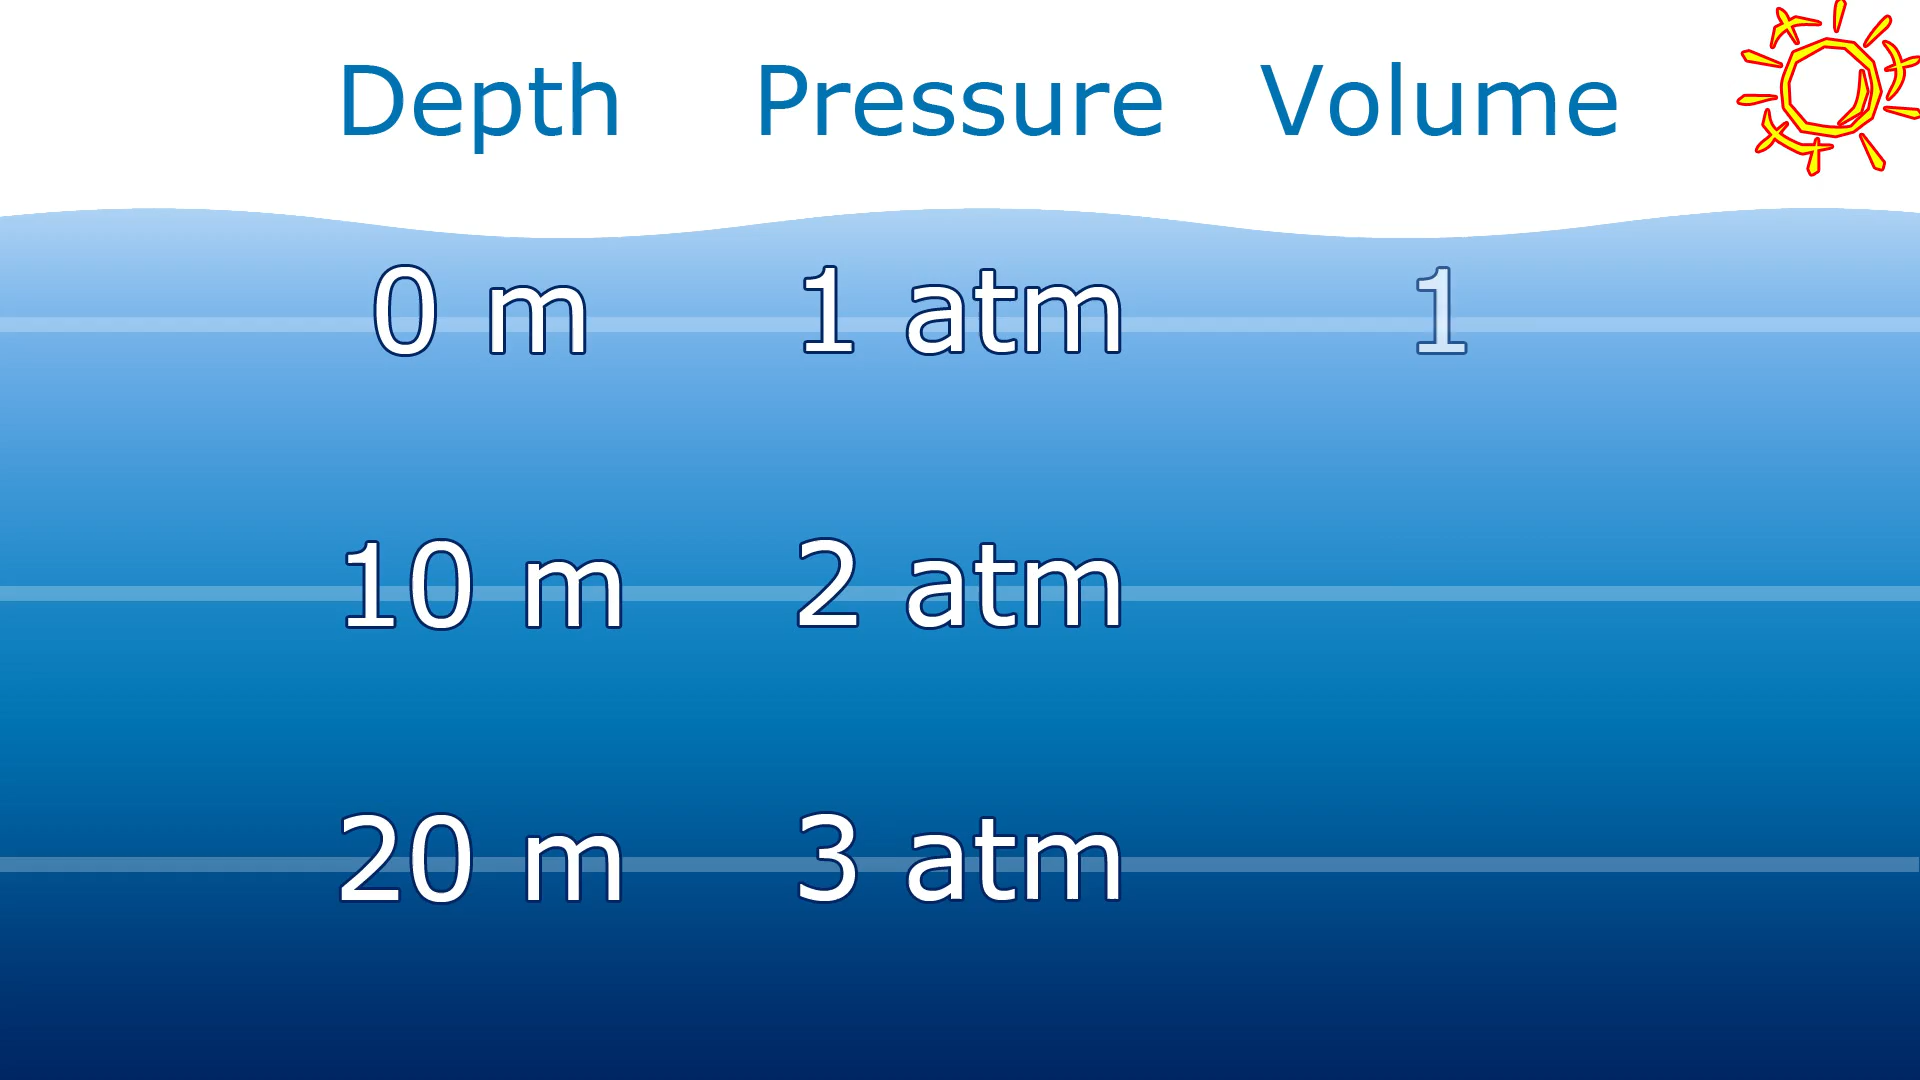 Depth Pressure Volume
0 m 1 atm 1
10 m 2 atm
20 m 3 atm